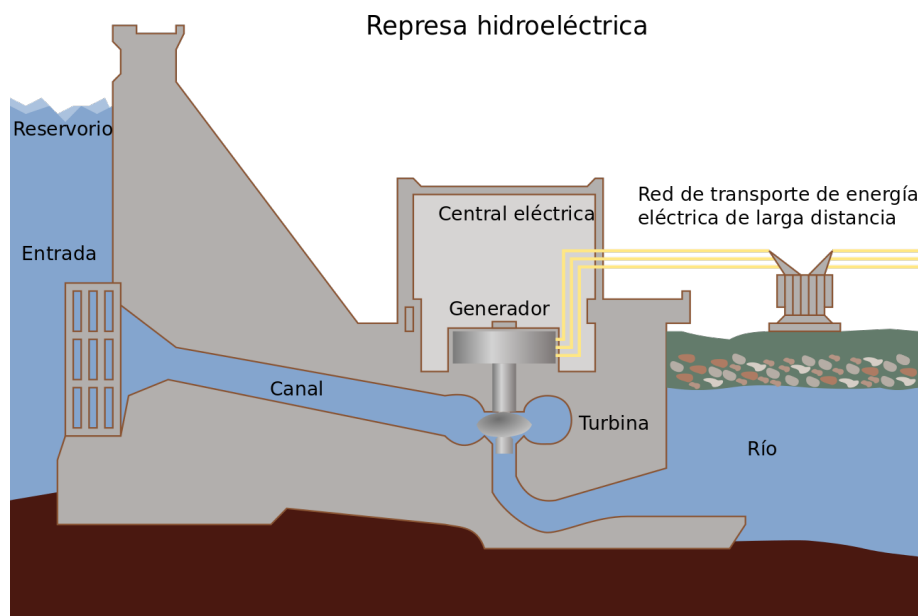 Represa hidroeléctrica
Reservorio
Red de transporte de energía
eléctrica de larga distancia
Central eléctrica
Entrada
Generador
Canal
Turbina
Río